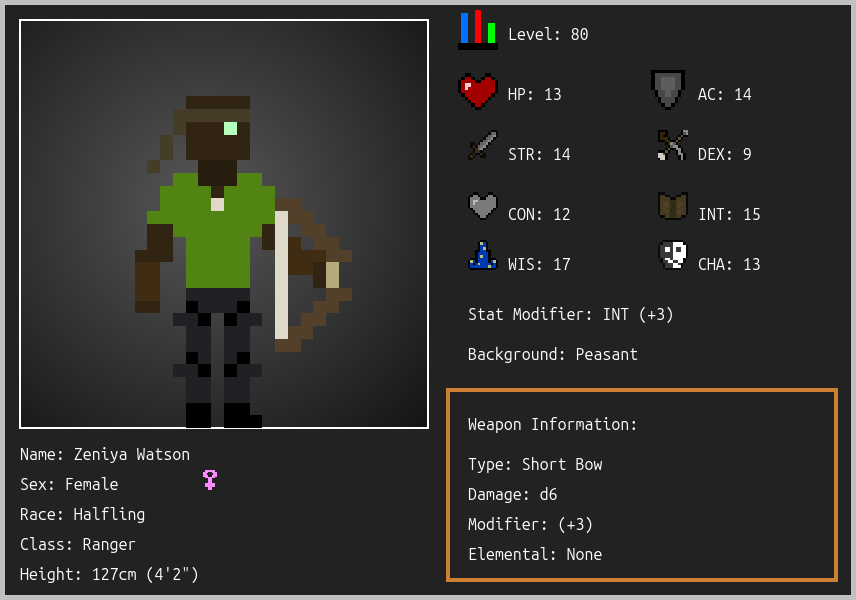 Level: 80
HP: 13
AC: 14
STR: 14
DEX: 9
CON: 12
INT: 15
WIS: 17
CHA: 13
Stat Modifier: INT (+3)
Background: Peasant
Weapon Information:
Type: Short Bow
Damage: d6
Modifier: (+3)
Elemental: None
Name: Zeniya Watson
Sex: Female
Race: Halfling
Class: Ranger
Height: 127cm (4'2")